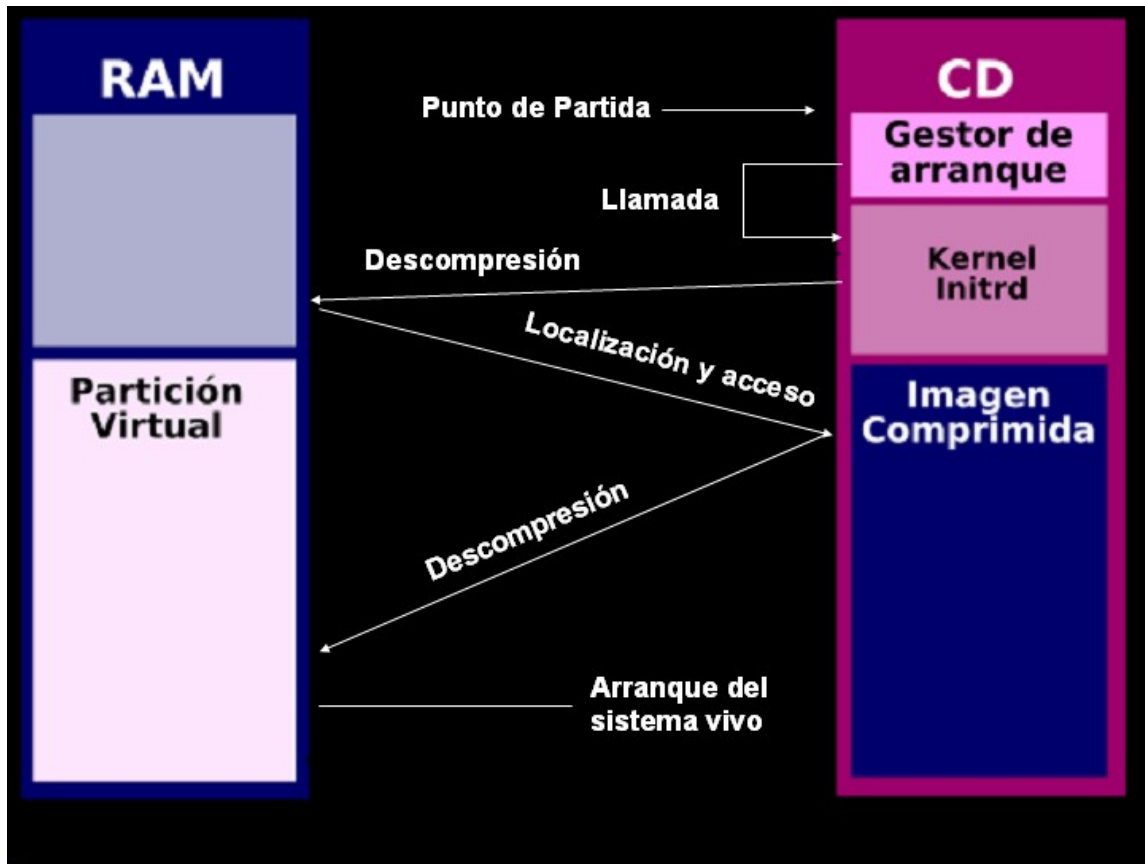 RAM
CD
Punto de Partida
Gestor de
arranque
Llamada
Kernel
Initrd
Descompresión
Localización y acceso
Partición
Virtual
Imagen
Comprimida
Descompresión
Arranque del
sistema vivo